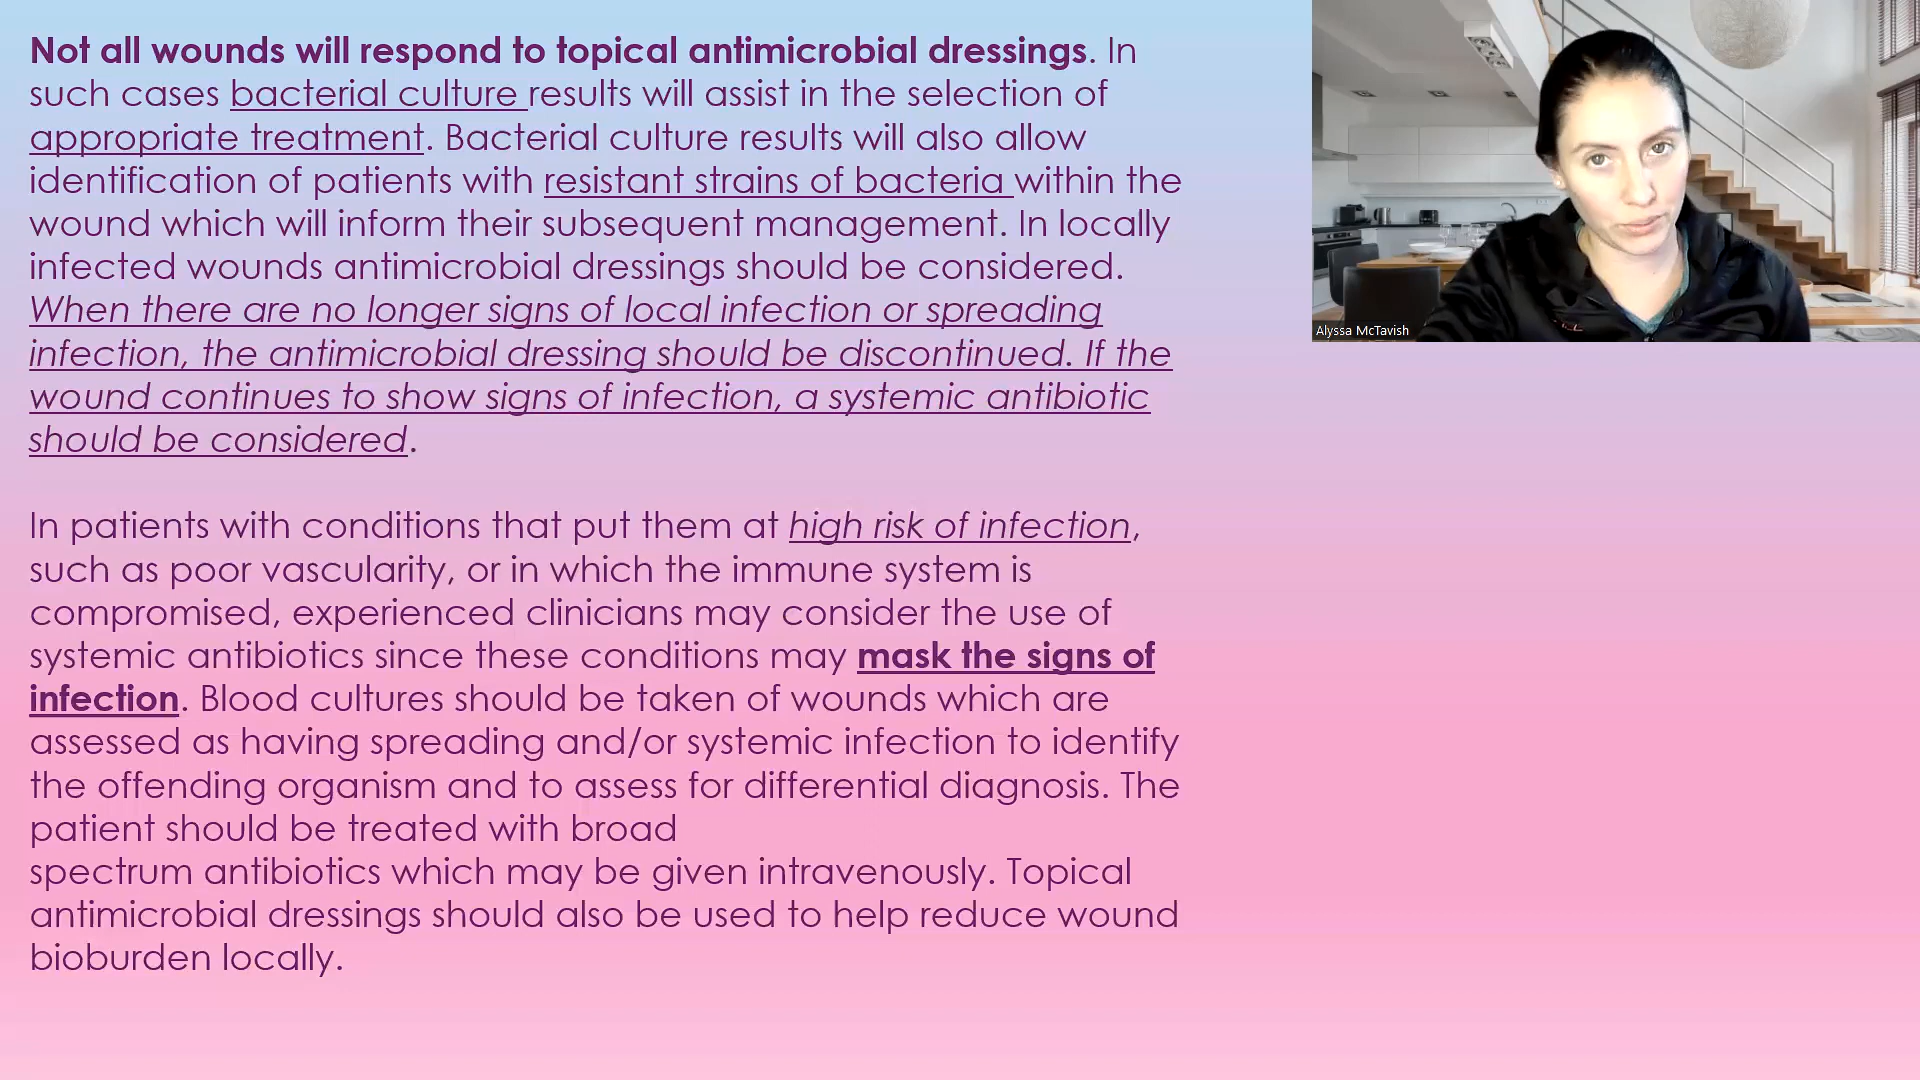 Not all wounds will respond to topical antimicrobial dressings. In
such cases bacterial culture results will assist in the selection of
appropriate treatment. Bacterial culture results will also allow
identification of patients with resistant strains of bacteria within the
wound which will inform their subsequent management. In locally
infected wounds antimicrobial dressings should be considered.
When there are no longer signs of local infection or spreading
infection, the antimicrobial dressing should be discontinued. If the
wound continues to show signs of infection, a systemic antibiotic
should be considered.
In patients with conditions that put them at high risk of infection,
such as poor vascularity, or in which the immune system is
compromised, experienced clinicians may consider the use of
systemic antibiotics since these conditions may mask the signs of
infection. Blood cultures should be taken of wounds which are
assessed as having spreading and/or systemic infection to identify
the offending organism and to assess for differential diagnosis. The
patient should be treated with broad
spectrum antibiotics which may be given intravenously. Topical
antimicrobial dressings should also be used to help reduce wound
bioburden locally.
Alyssa McTavish